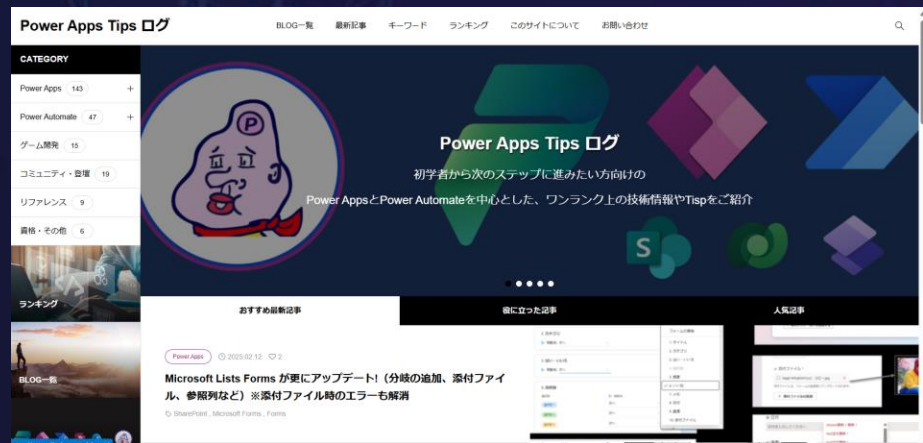 Power Apps Tips ログ
BLOG一覧 最新記事 キーワード ランキング このサイトについて お問い合わせ
CATEGORY
Power Apps 143 +
Power Automate 47 +
ゲーム開発 15
コミュニティ・登壇 19
リファレンス 9
資格・その他 6
ランキング
BLOG一覧
P
Power Apps Tips ログ
初学者から次のステップに進みたい方向けの
Power AppsとPower Automateを中心とした、ワンランク上の技術情報やTispをご紹介
S
おすすめ最新記事 役に立った記事 人気記事
Power Apps 2025.02.12 2
Microsoft Lists Forms が更にアップデート!（分岐の追加、添付ファイ
ル、参照列など）※添付ファイル時のエラーも解消
SharePoint , Microsoft Forms , Forms